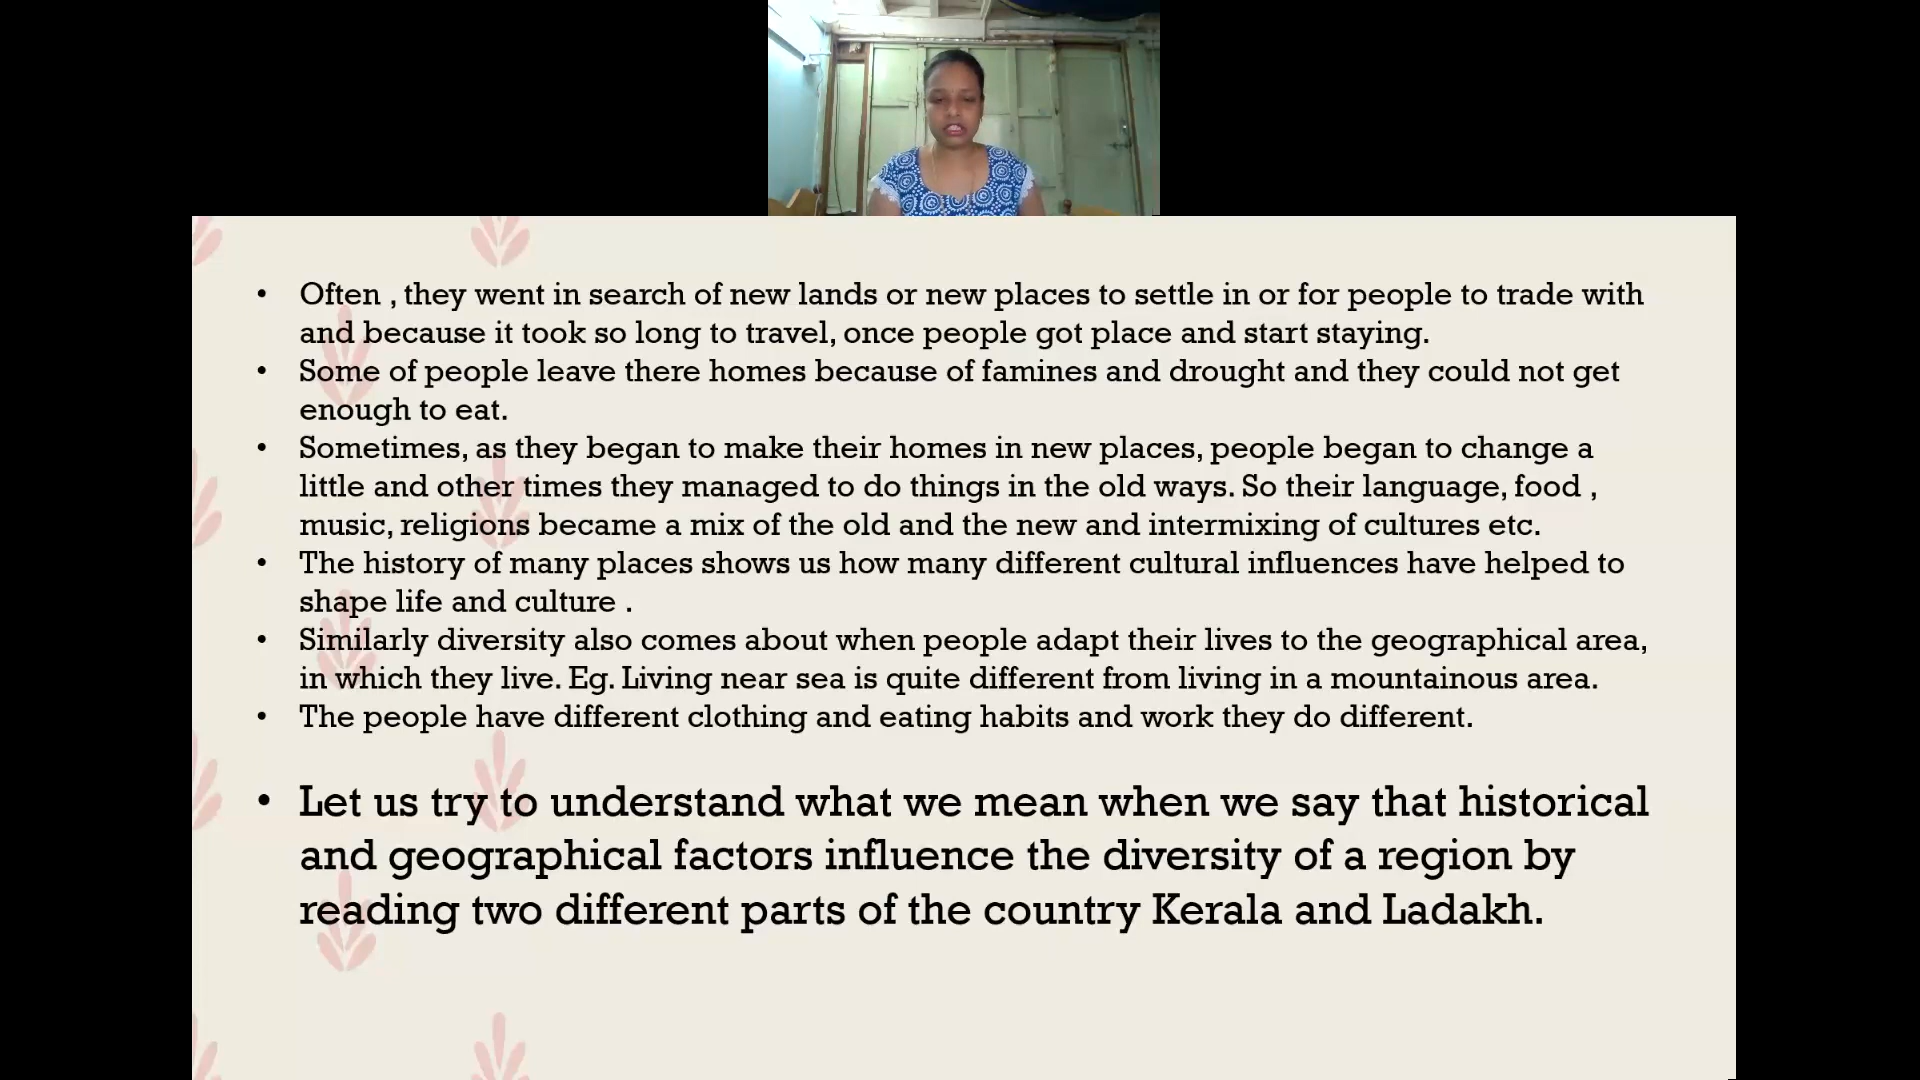 • Often , they went in search of new lands or new places to settle in or for people to trade with
and because it took so long to travel, once people got place and start staying.
• Some of people leave there homes because of famines and drought and they could not get
enough to eat.
• Sometimes, as they began to make their homes in new places, people began to change a
little and other times they managed to do things in the old ways. So their language, food ,
music, religions became a mix of the old and the new and intermixing of cultures etc.
• The history of many places shows us how many different cultural influences have helped to
shape life and culture .
• Similarly diversity also comes about when people adapt their lives to the geographical area,
in which they live. Eg. Living near sea is quite different from living in a mountainous area.
• The people have different clothing and eating habits and work they do different.
• Let us try to understand what we mean when we say that historical
and geographical factors influence the diversity of a region by
reading two different parts of the country Kerala and Ladakh.